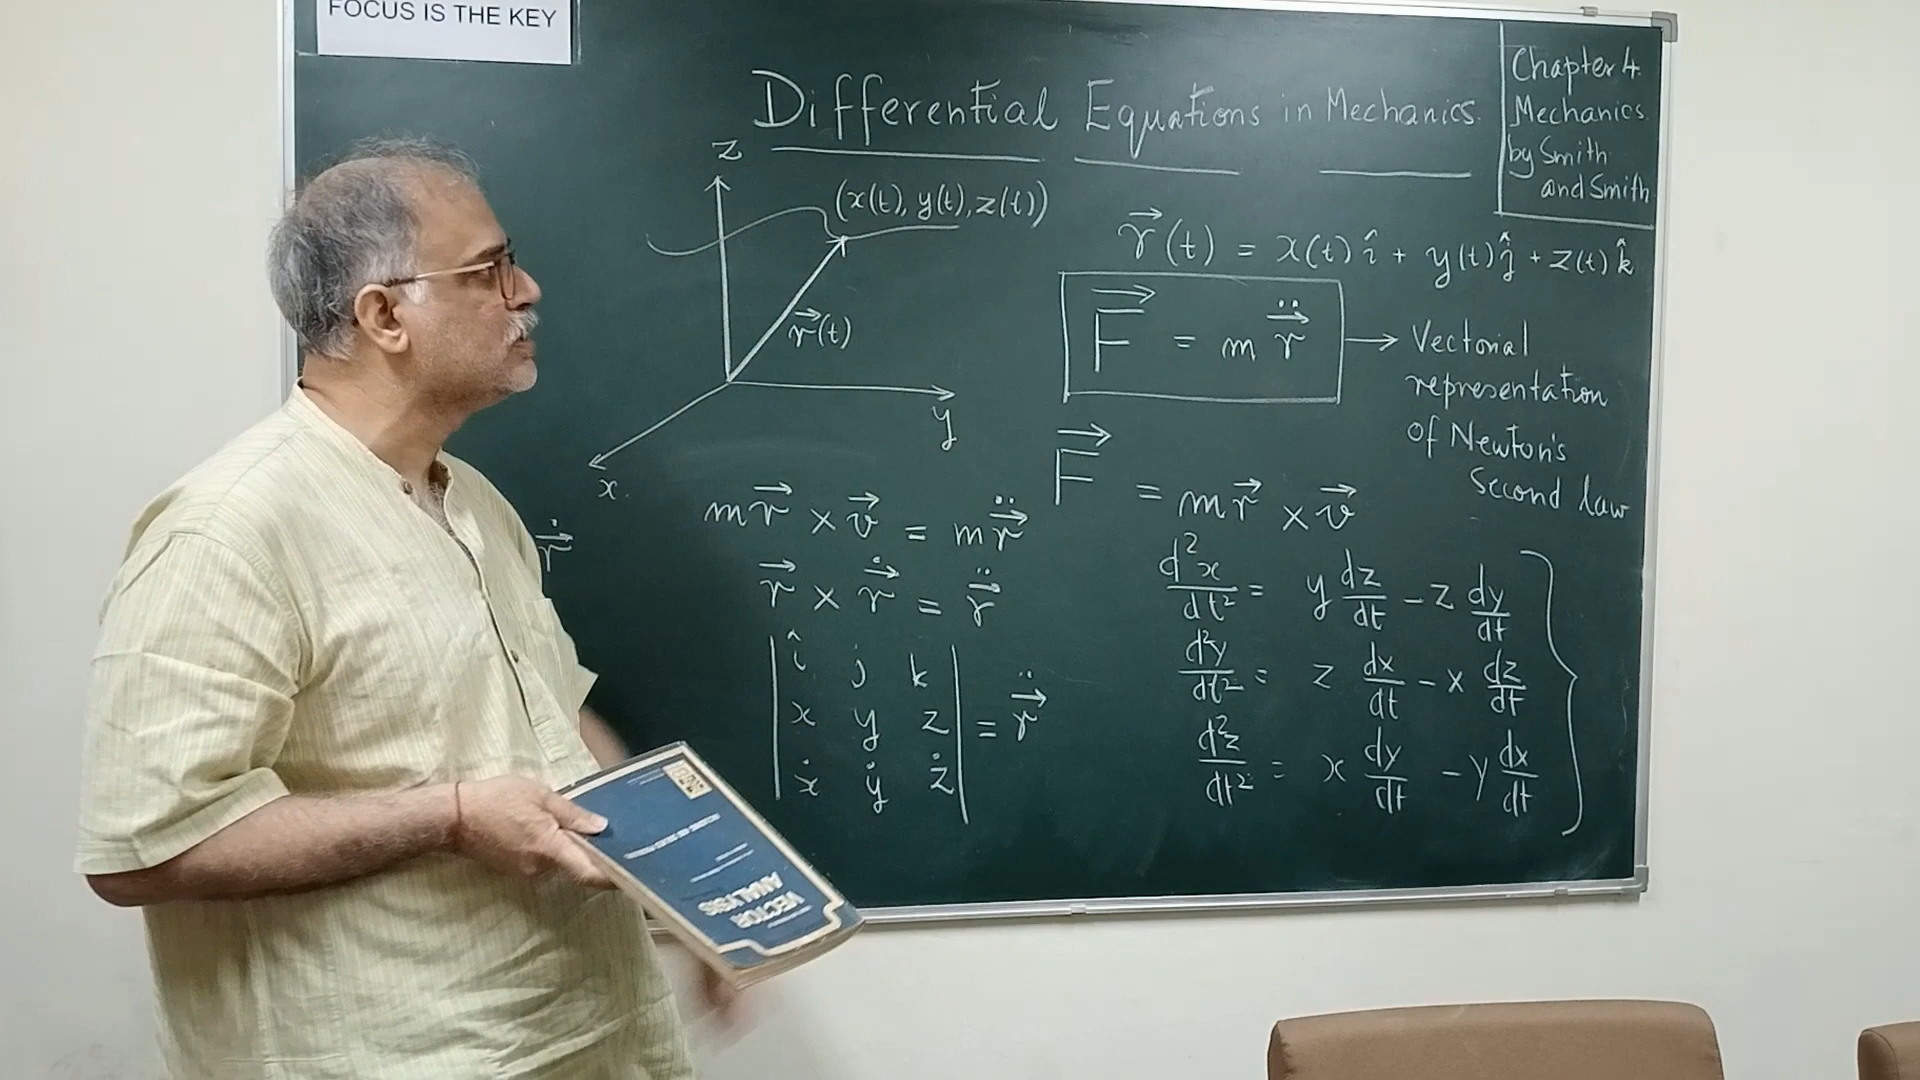 FOCUS IS THE KEY
Differential Equations in Mechanics.
Chapter 4.
Mechanics
by Smith
and Smith
z
(x(t), y(t), z(t))
r⃗(t)
y
x.
r⃗(t) = x(t)î + y(t)ĵ + z(t)k̂
F⃗ = m r⃗̈ → Vectorial
representation
of Newton's
Second law
F⃗ = m r⃗ × v⃗
m r⃗ × v⃗ = m r⃗̈
r⃗̇
r⃗ × r⃗̇ = r⃗̈
| î j k |
| x y z | = r⃗̈
| ẋ ẏ ż |
d²x/dt² = y dz/dt - z dy/dt
d²y/dt² = z dx/dt - x dz/dt
d²z/dt² = x dy/dt - y dx/dt
VECTOR
ANALYSIS